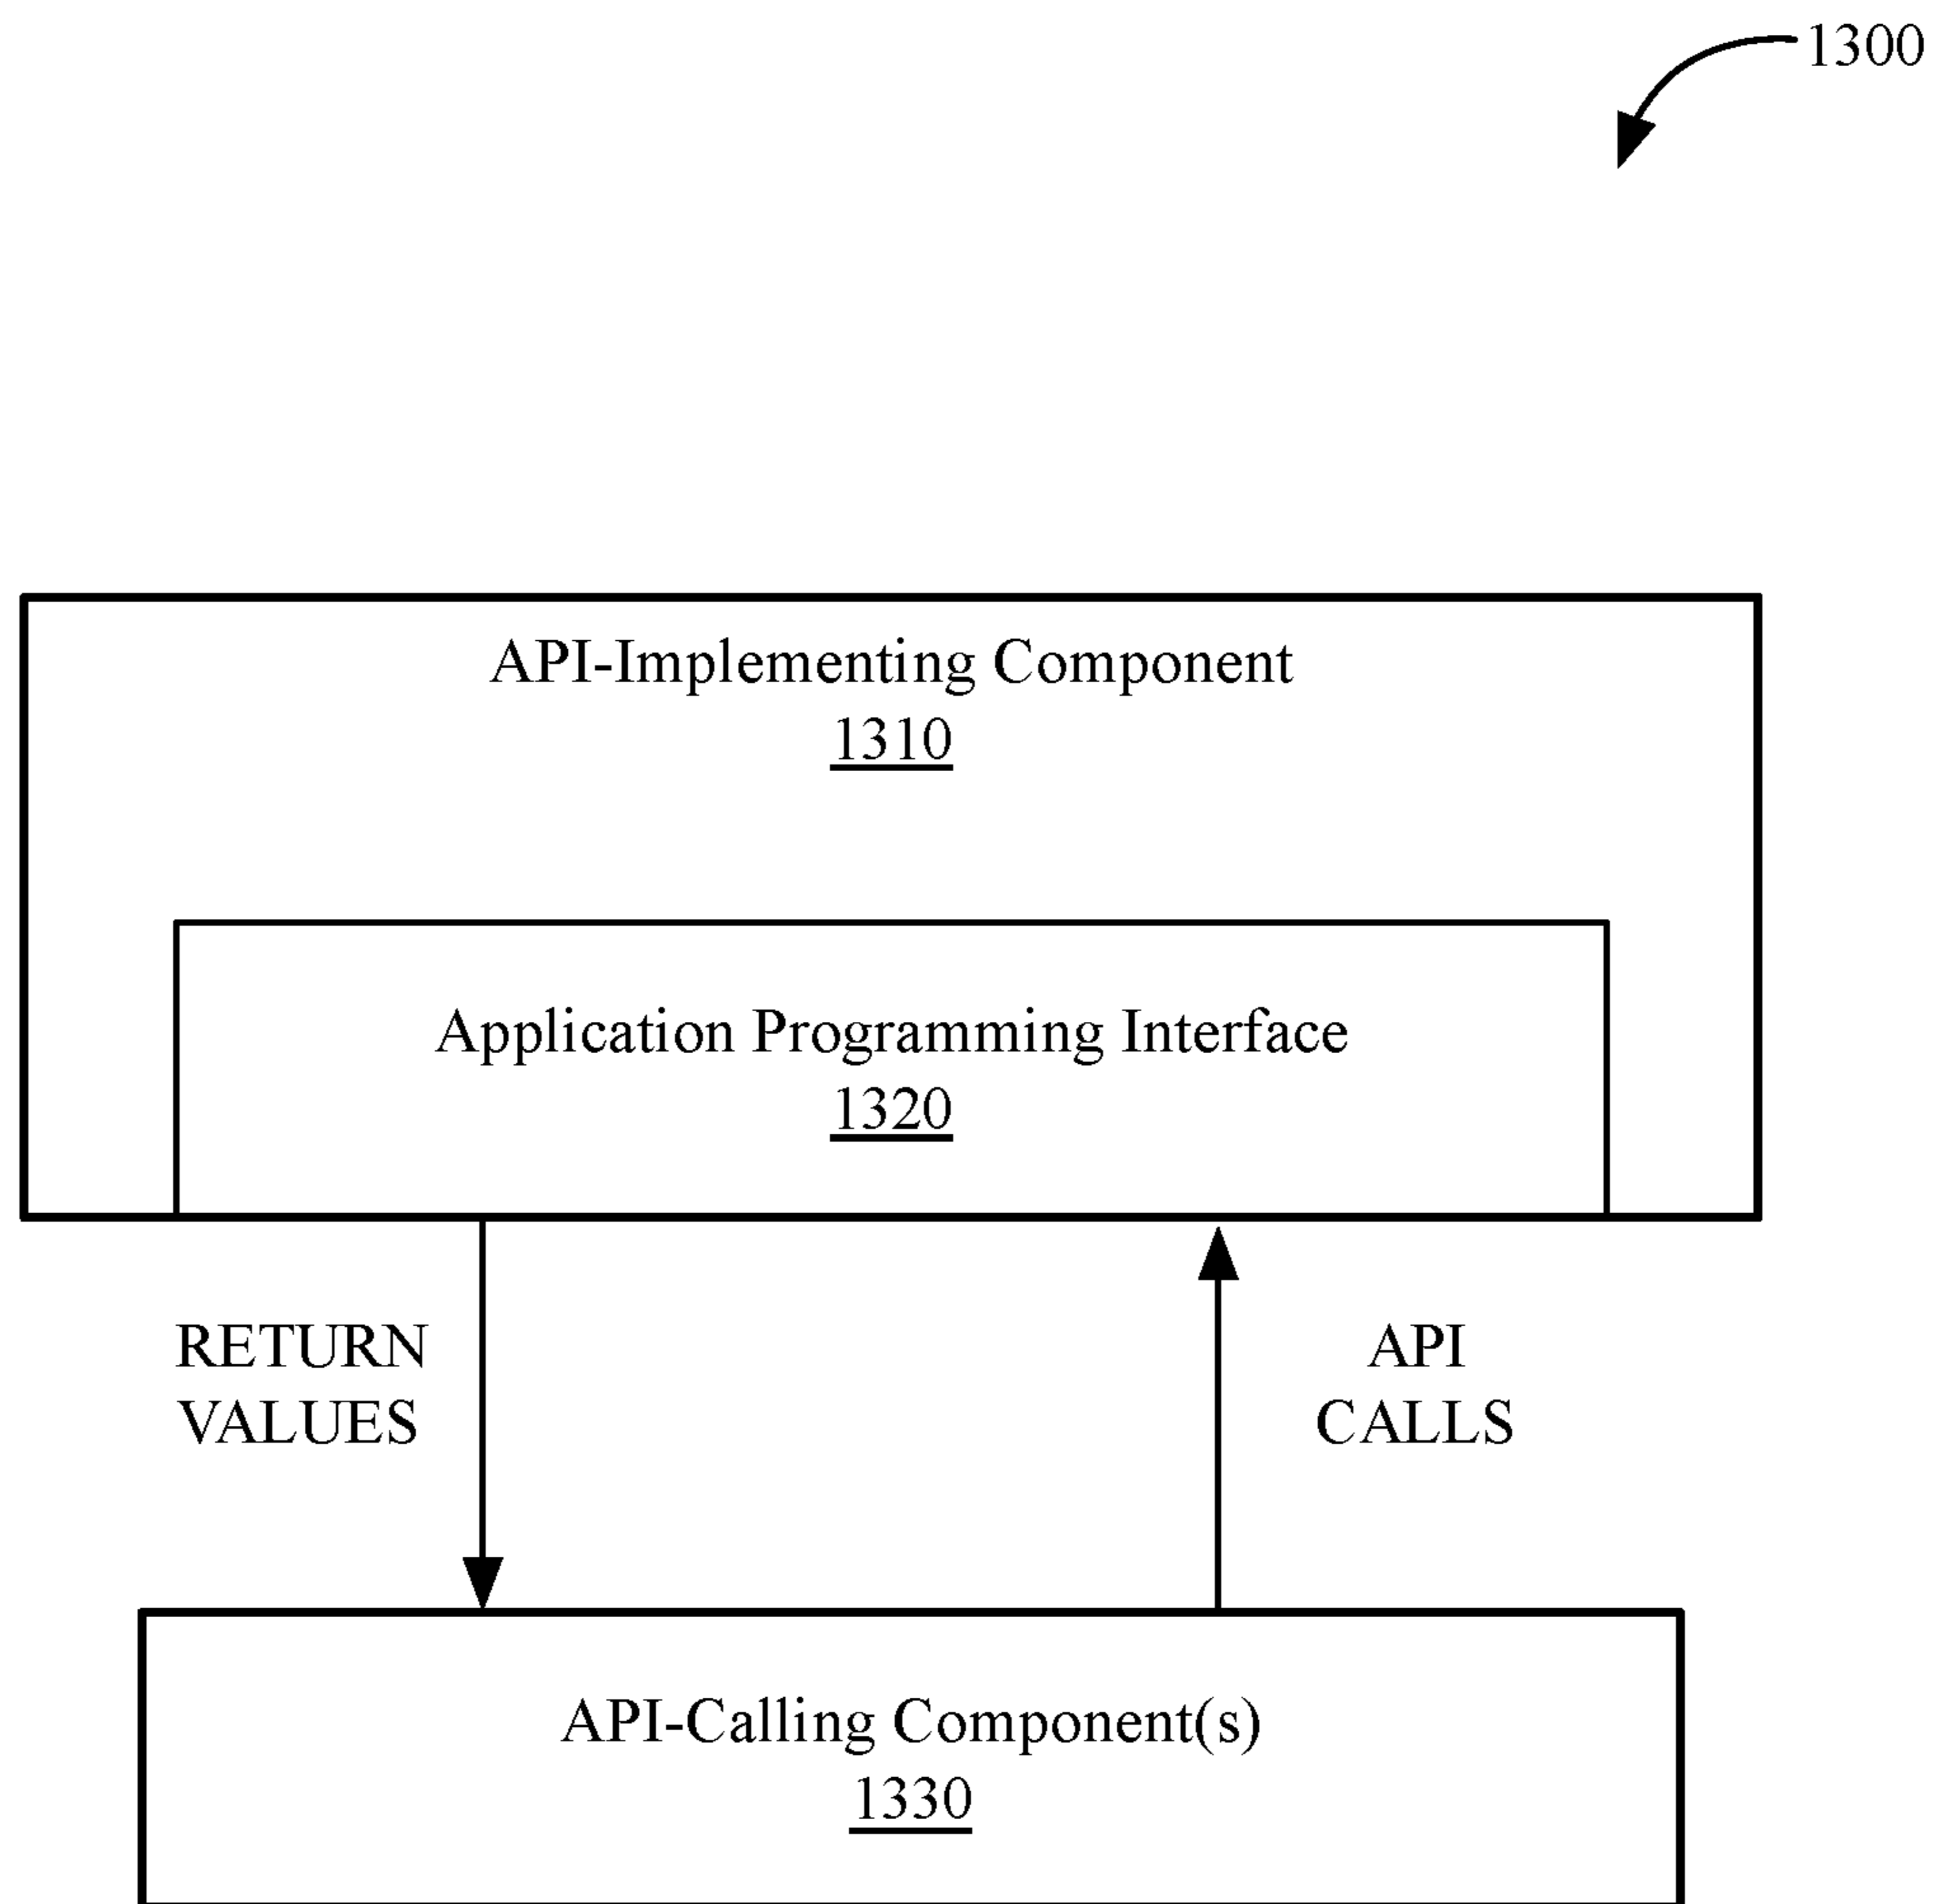 1300
API-Implementing Component
1310
Application Programming Interface
1320
RETURN
VALUES
API
CALLS
API-Calling Component(s)
1330